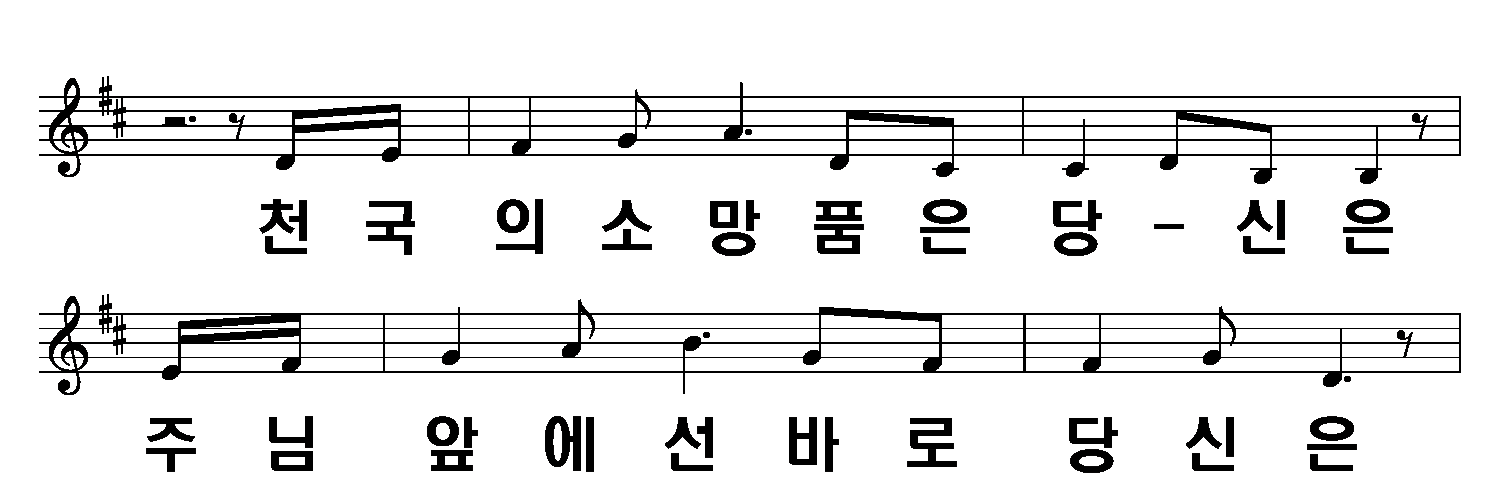 천 국 의 소 망 품 은 당 - 신 은
주 님 앞 에 선 바 로 당 신 은